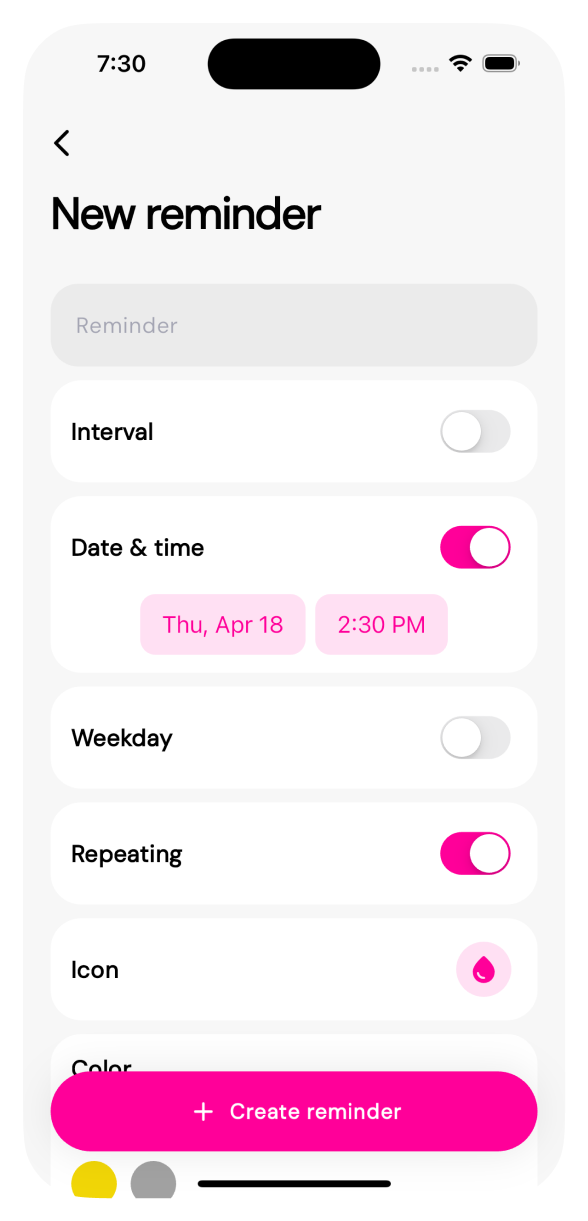 7:30
New reminder
Reminder
Interval
Date & time
Thu, Apr 18 2:30 PM
Weekday
Repeating
Icon
Color
+ Create reminder